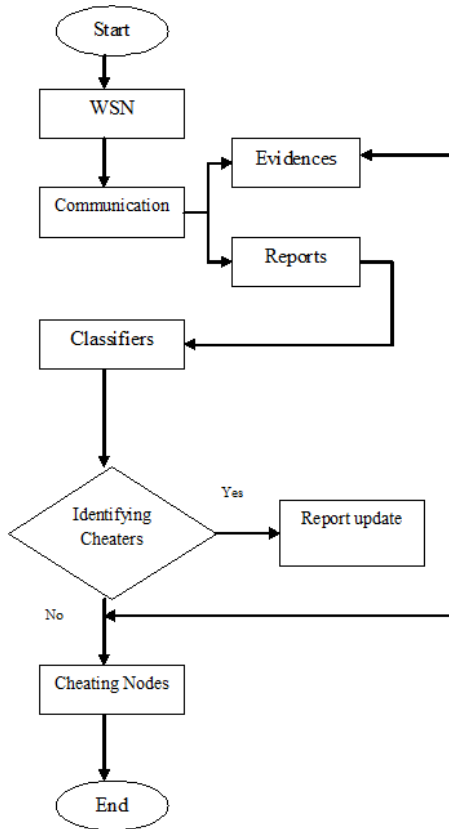 Start
WSN
Evidences
Communication
Reports
Classifiers
Yes
Identifying
Cheaters
Report update
No
Cheating Nodes
End